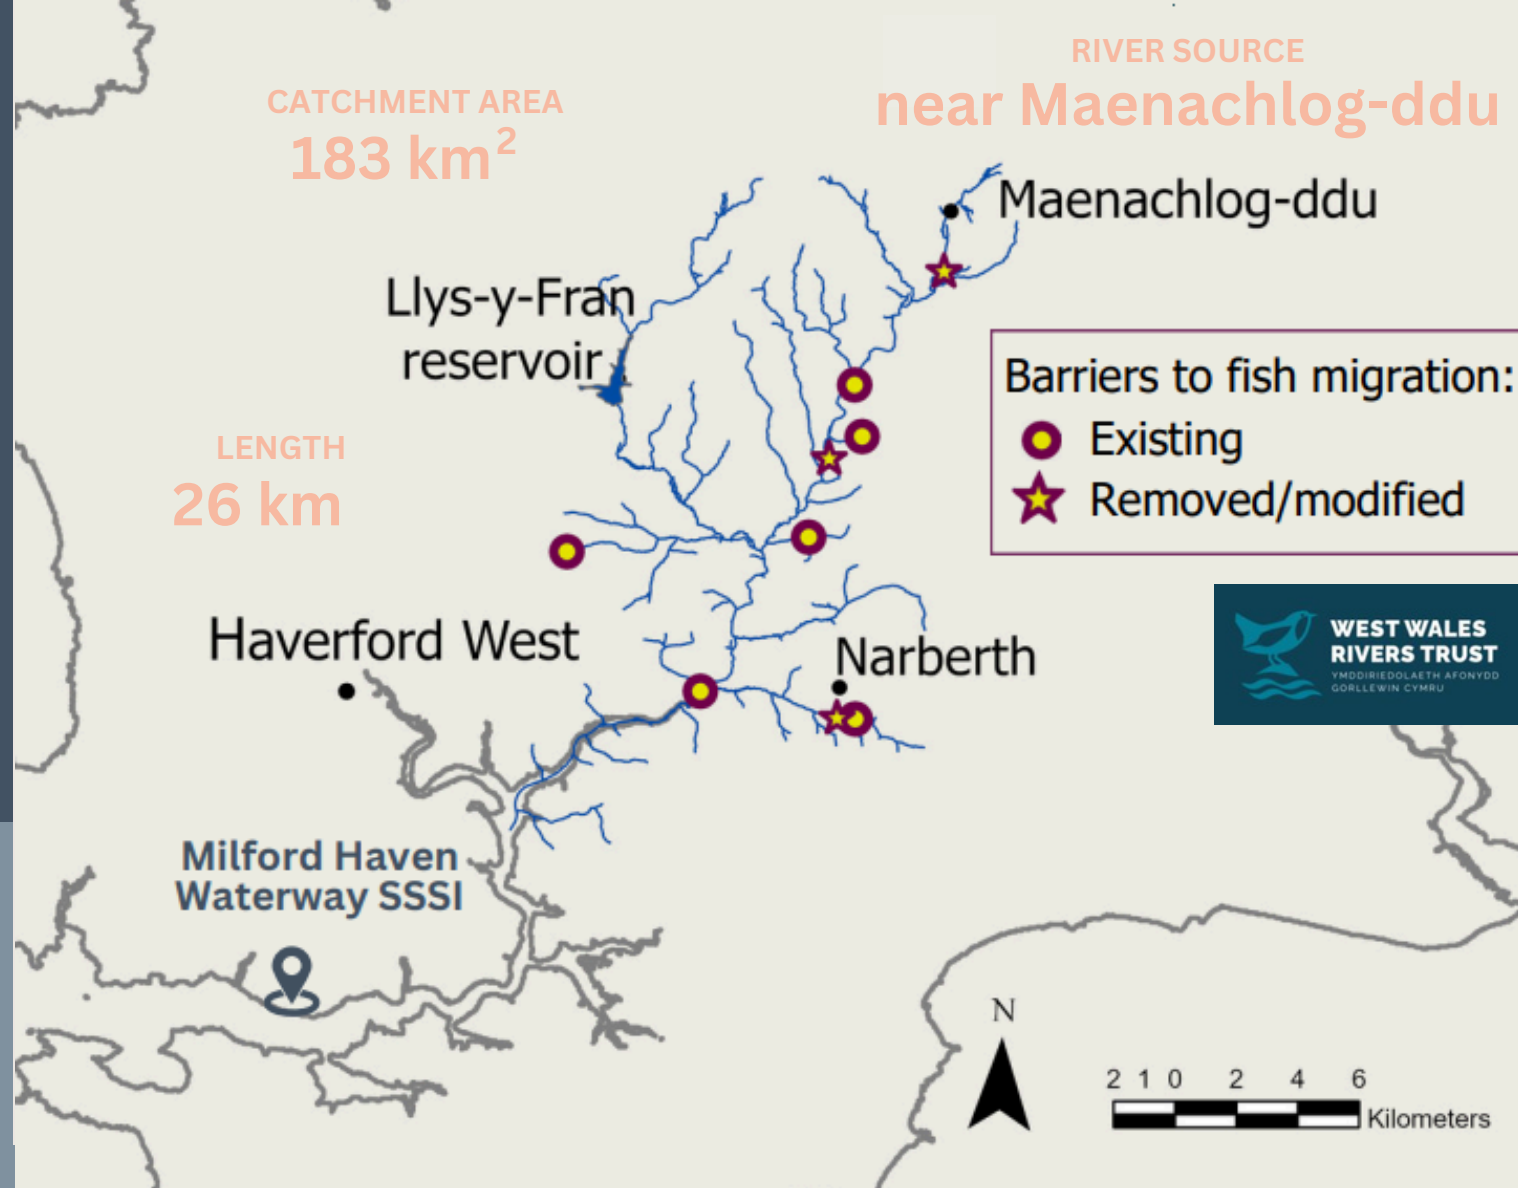 RIVER SOURCE
near Maenachlog-ddu
CATCHMENT AREA
183 km²
Maenachlog-ddu
Llys-y-Fran
reservoir
Barriers to fish migration:
Existing
Removed/modified
LENGTH
26 km
Haverford West
Narberth
WEST WALES
RIVERS TRUST
YMDDIRIEDOLAETH AFONYDD
GORLLEWIN CYMRU
Milford Haven
Waterway SSSI
N
2 1 0 2 4 6
Kilometers